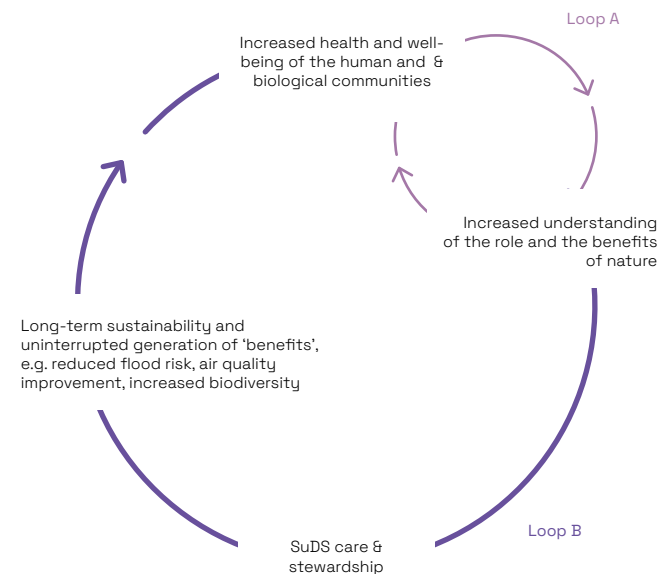 Loop A
Increased health and well-
being of the human and  &
biological communities
Increased understanding
of the role and the benefits
of nature
Long-term sustainability and
uninterrupted generation of ‘benefits’,
e.g. reduced flood risk, air quality
improvement, increased biodiversity
Loop B
SuDS care &
stewardship